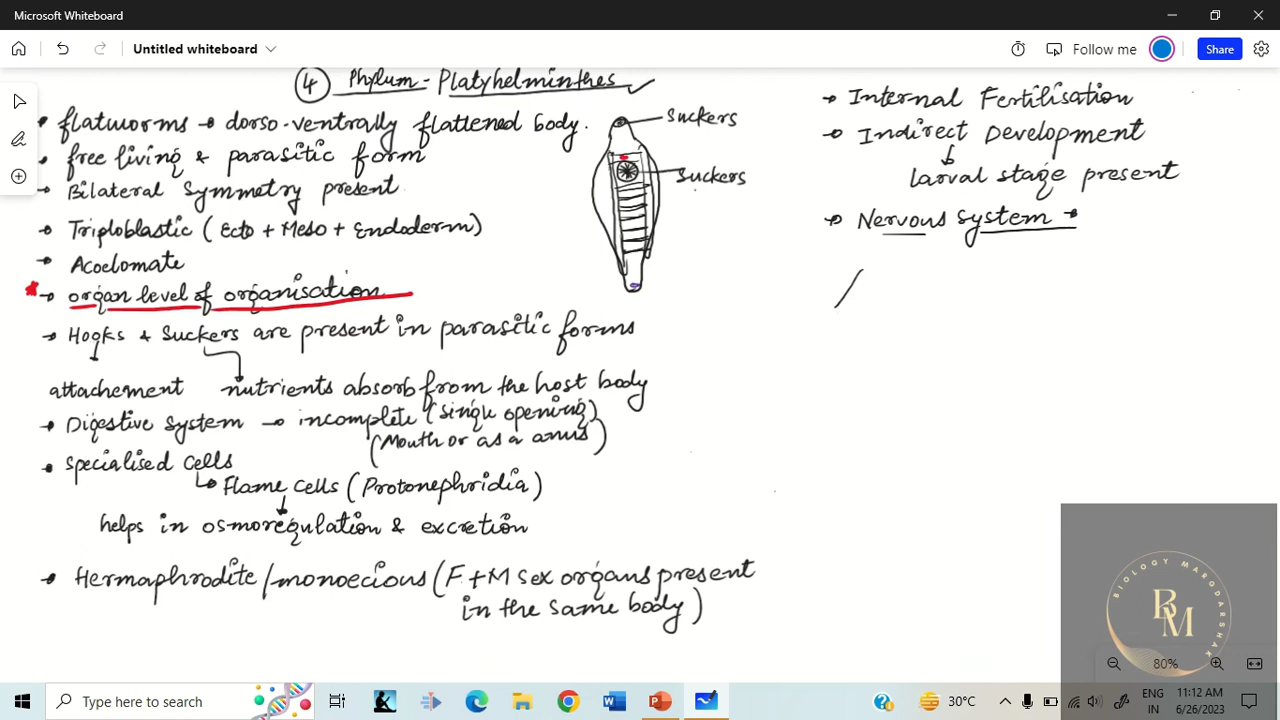 Microsoft Whiteboard
Untitled whiteboard
Follow me
Share
4 Phylum - Platyhelminthes
flatworms → dorso-ventrally flattened body.
free living & parasitic form
Bilateral Symmetry present
Triploblastic (Ecto + Meso + Endoderm)
Acoelomate
organ level of organisation
Hooks & Suckers are present in parasitic forms
attachement nutrients absorb from the host body
Digestive System → incomplete (Single opening)
(Mouth or as a anus)
Specialised Cells
Flame cells (Protonephridia)
helps in osmoregulation & excretion
Hermaphrodite/monoecious (F + M sex organs present
in the same body)
Suckers
Suckers
Internal Fertilisation
Indirect Development
larval stage present
Nervous system
BIOLOGY MARGDARSHAK
BM
80%
Type here to search
30°C
ENG
IN
11:12 AM
6/26/2023